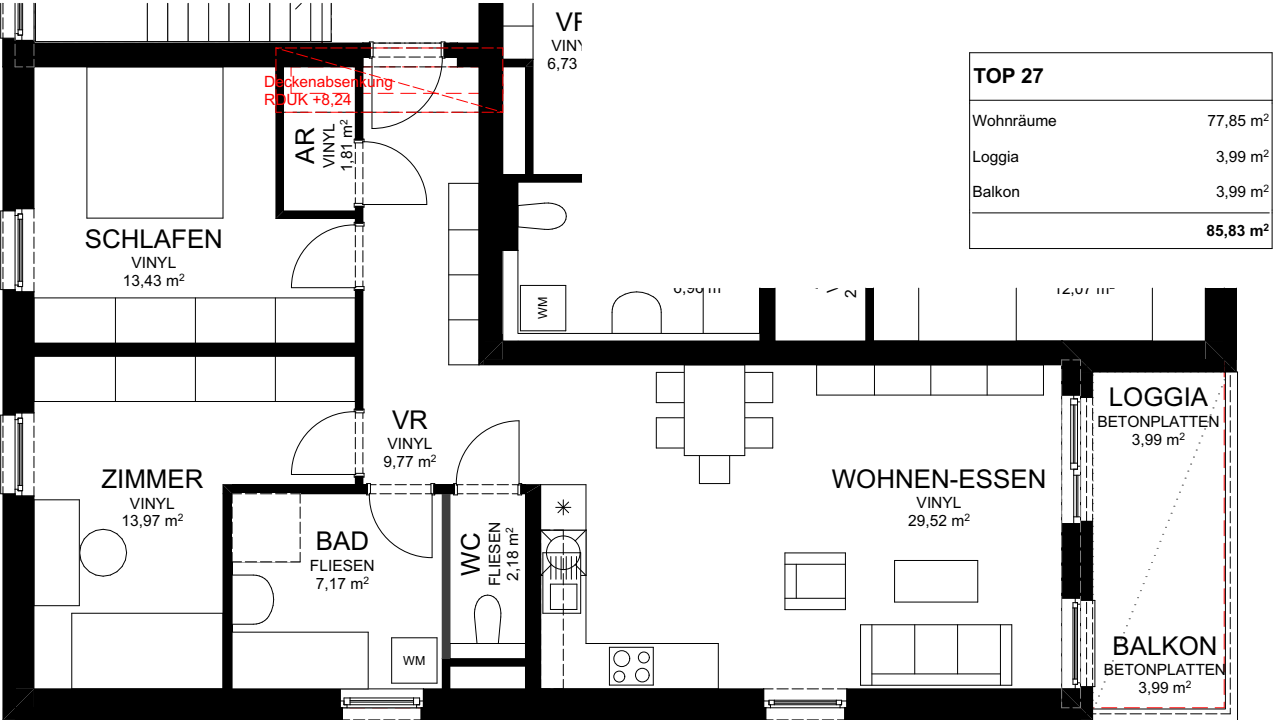 VINY
6,73
Deckenabsenkung
RDUK +8,24
TOP 27
Wohnräume 77,85 m²
Loggia 3,99 m²
Balkon 3,99 m²
85,83 m²
AR
VINYL
1,81 m²
SCHLAFEN
VINYL
13,43 m²
WM
VR
VINYL
9,77 m²
LOGGIA
BETONPLATTEN
3,99 m²
ZIMMER
VINYL
13,97 m²
WOHNEN-ESSEN
VINYL
29,52 m²
BAD
FLIESEN
7,17 m²
WC
FLIESEN
2,18 m²
WM
BALKON
BETONPLATTEN
3,99 m²